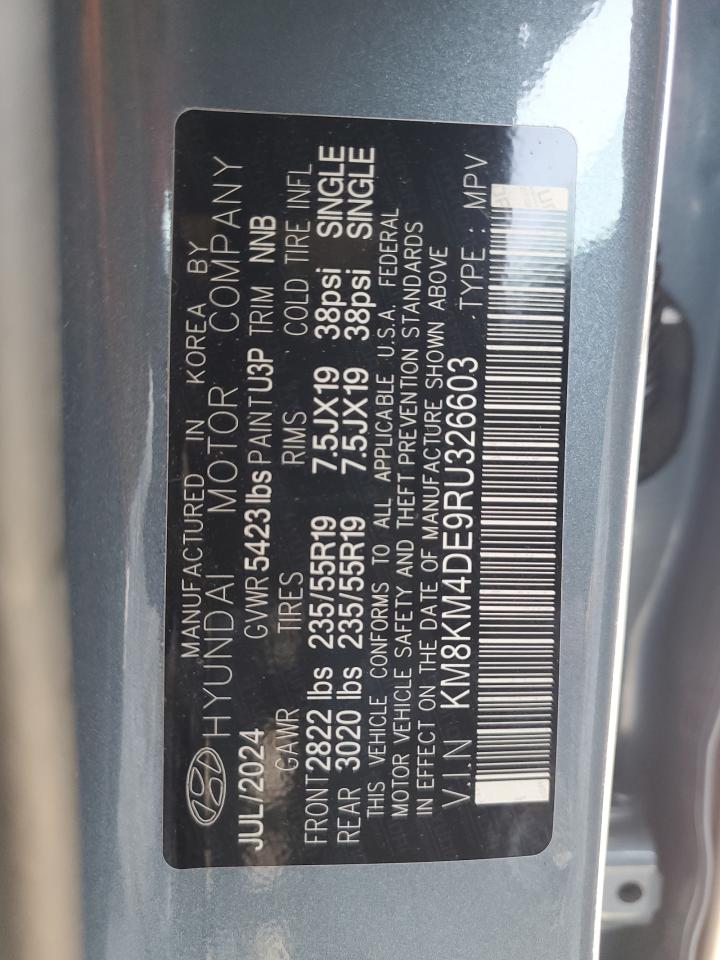 MANUFACTURED IN KOREA BY
HYUNDAI MOTOR COMPANY
JUL/2024 GVWR 5423 lbs PAINT U3P TRIM NNB
GAWR TIRES RIMS COLD TIRE INFL
FRONT 2822 lbs 235/55R19 7.5JX19 38psi SINGLE
REAR 3020 lbs 235/55R19 7.5JX19 38psi SINGLE
THIS VEHICLE CONFORMS TO ALL APPLICABLE U.S.A. FEDERAL
MOTOR VEHICLE SAFETY AND THEFT PREVENTION STANDARDS
IN EFFECT ON THE DATE OF MANUFACTURE SHOWN ABOVE
V.I.N KM8KM4DE9RU326603 TYPE : MPV